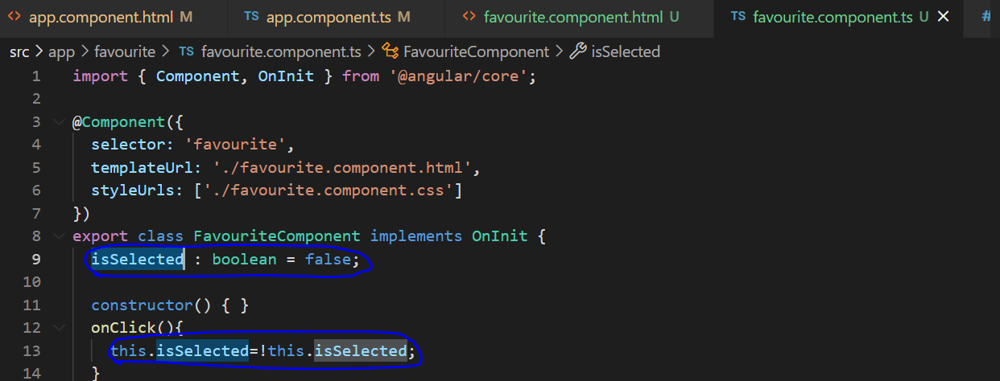 <> app.component.html M TS app.component.ts M <> favourite.component.html U TS favourite.component.ts U × #
src > app > favourite > TS favourite.component.ts > FavouriteComponent > isSelected
1 import { Component, OnInit } from '@angular/core';
2
3 @Component({
4 selector: 'favourite',
5 templateUrl: './favourite.component.html',
6 styleUrls: ['./favourite.component.css']
7 })
8 export class FavouriteComponent implements OnInit {
9 isSelected : boolean = false;
10
11 constructor() { }
12 onClick(){
13 this.isSelected=!this.isSelected;
14 }